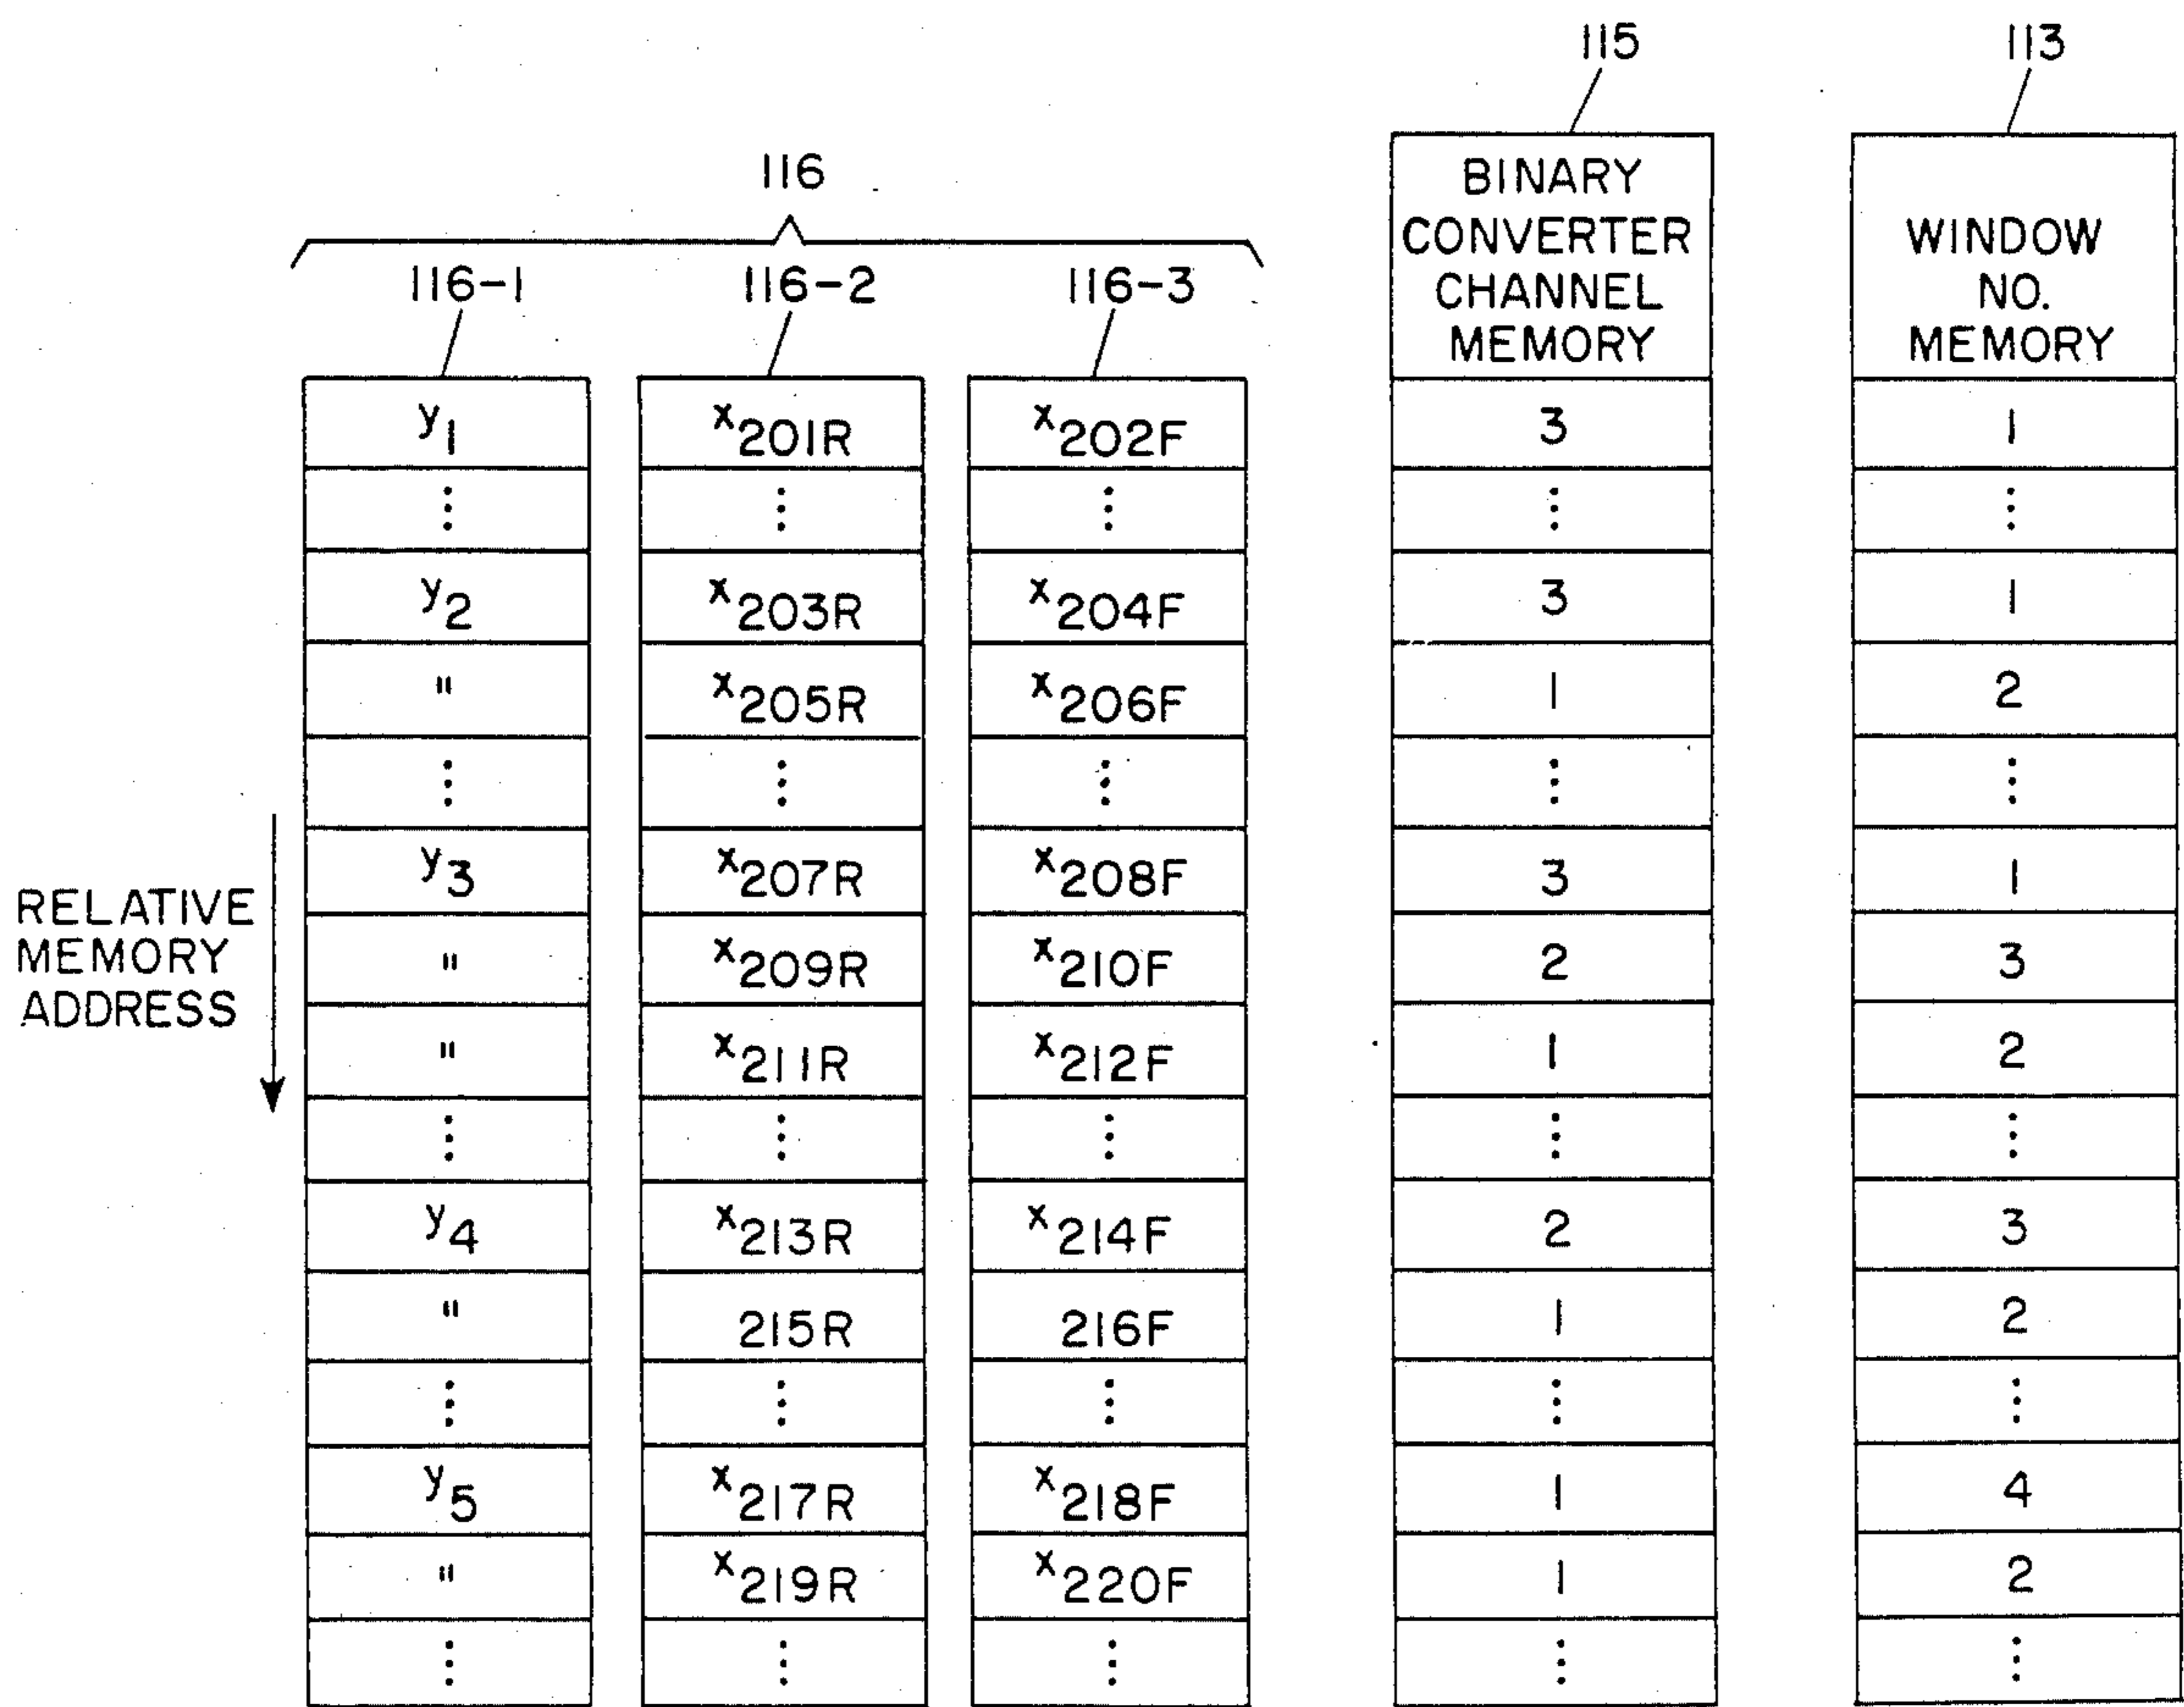 115 113
116
116-1 116-2 116-3
BINARY
CONVERTER
CHANNEL
MEMORY
WINDOW
NO.
MEMORY
y1 x201R x202F 3 1
⋮ ⋮ ⋮ ⋮ ⋮
y2 x203R x204F 3 1
" x205R x206F 1 2
⋮ ⋮ ⋮ ⋮ ⋮
y3 x207R x208F 3 1
" x209R x210F 2 3
" x211R x212F 1 2
⋮ ⋮ ⋮ ⋮ ⋮
y4 x213R x214F 2 3
" 215R 216F 1 2
⋮ ⋮ ⋮ ⋮ ⋮
y5 x217R x218F 1 4
" x219R x220F 1 2
⋮ ⋮ ⋮ ⋮ ⋮
RELATIVE
MEMORY
ADDRESS